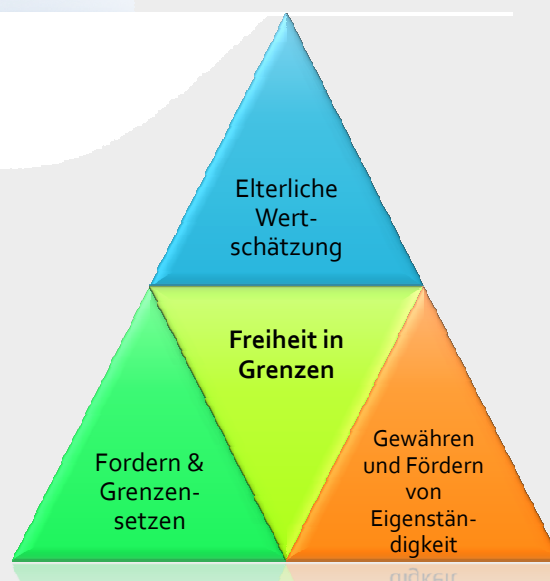 Elterliche
Wert-
schätzung
Freiheit in
Grenzen
Fordern &
Grenzen-
setzen
Gewähren
und Fördern
von
Eigenstän-
digkeit